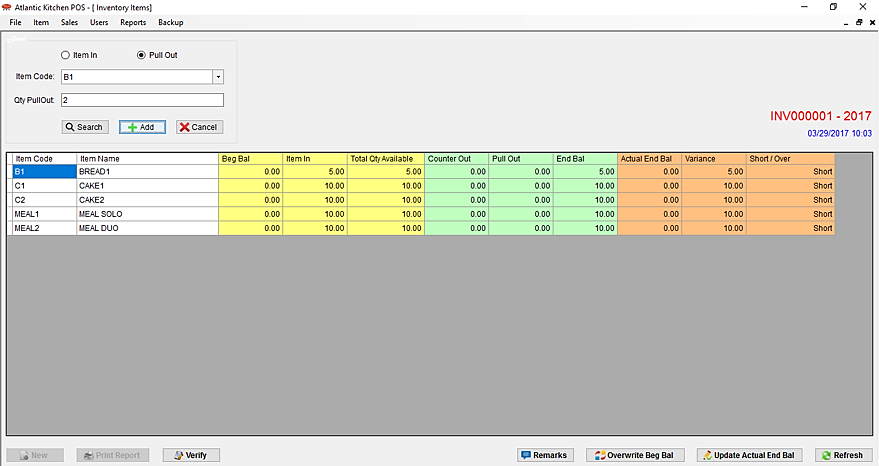 Atlantic Kitchen POS - [ Inventory Items]
File Item Sales Users Reports Backup
Item In Pull Out
Item Code: B1
Qty PullOut: 2
Search Add Cancel
INV000001 - 2017
03/29/2017 10:03
Item Code Item Name Beg Bal Item In Total Qty Available Counter Out Pull Out End Bal Actual End Bal Variance Short / Over
B1 BREAD1 0.00 5.00 5.00 0.00 0.00 5.00 0.00 5.00 Short
C1 CAKE1 0.00 10.00 10.00 0.00 0.00 10.00 0.00 10.00 Short
C2 CAKE2 0.00 10.00 10.00 0.00 0.00 10.00 0.00 10.00 Short
MEAL1 MEAL SOLO 0.00 10.00 10.00 0.00 0.00 10.00 0.00 10.00 Short
MEAL2 MEAL DUO 0.00 10.00 10.00 0.00 0.00 10.00 0.00 10.00 Short
New Print Report Verify Remarks Overwrite Beg Bal Update Actual End Bal Refresh